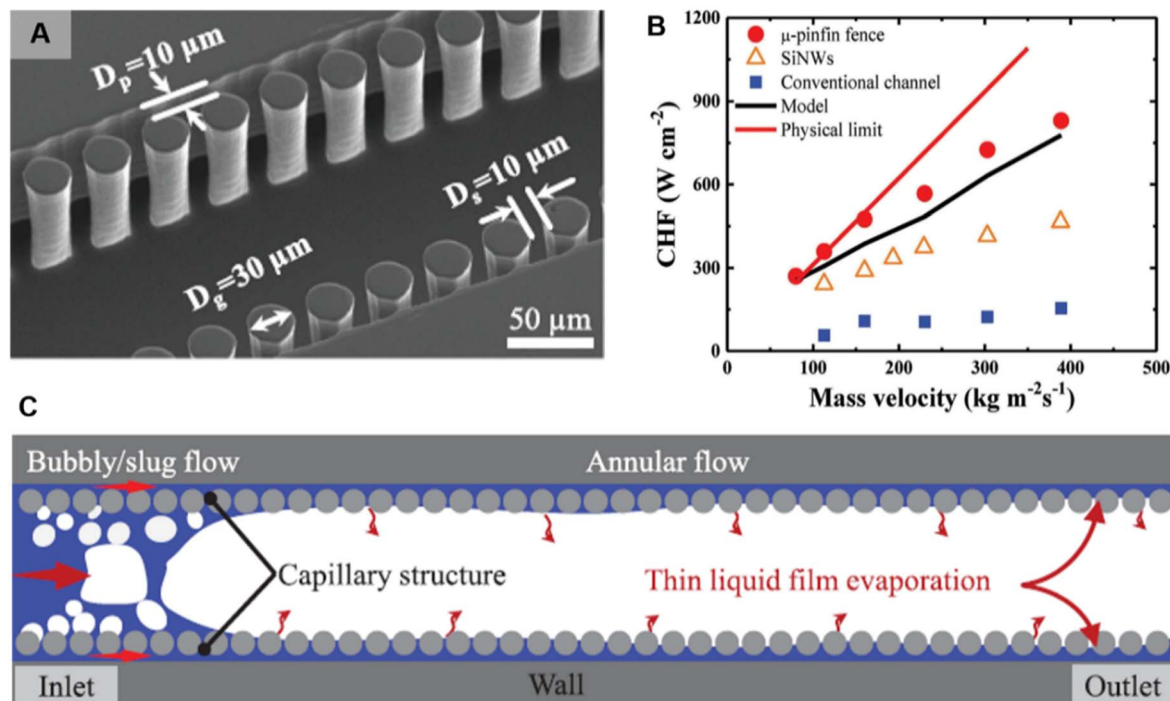 A
Dₚ=10 µm
Dₛ=10 µm
D_g=30 µm
50 µm
B
CHF (W cm⁻²)
1200
900
600
300
0
µ-pinfin fence
SiNWs
Conventional channel
Model
Physical limit
0 100 200 300 400 500
Mass velocity (kg m⁻²s⁻¹)
C
Bubbly/slug flow
Annular flow
Capillary structure
Thin liquid film evaporation
Inlet
Wall
Outlet